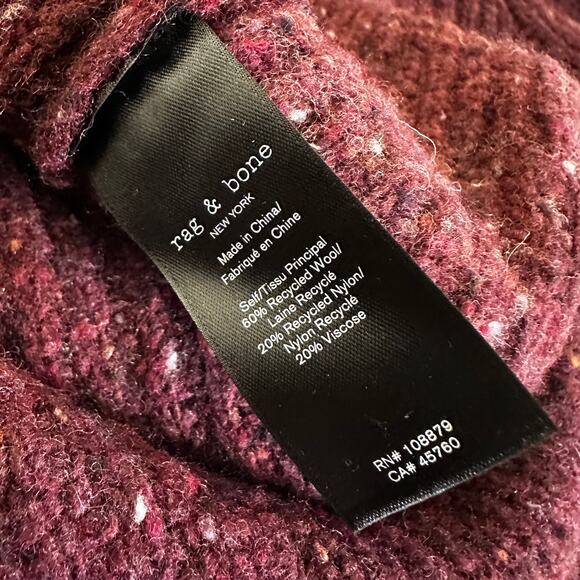 rag & bone
NEW YORK
Made in China/
Fabriqué en Chine
Self/Tissu Principal/
60% Recycled Wool/
Laine Recyclé
20% Recycled Nylon/
Nylon Recyclé
20% Viscose
RN# 108879
CA# 45760